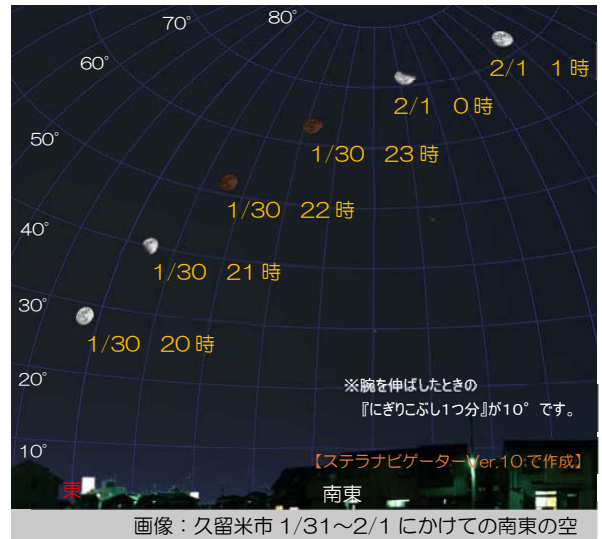 80°
70°
60°
50°
40°
30°
20°
10°
2/1 1時
2/1 0時
1/30 23時
1/30 22時
1/30 21時
1/30 20時
※腕を伸ばしたときの
『にぎりこぶし1つ分』が10°です。
【ステラナビゲーターVer.10で作成】
東
南東
画像：久留米市 1/31～2/1 にかけての南東の空